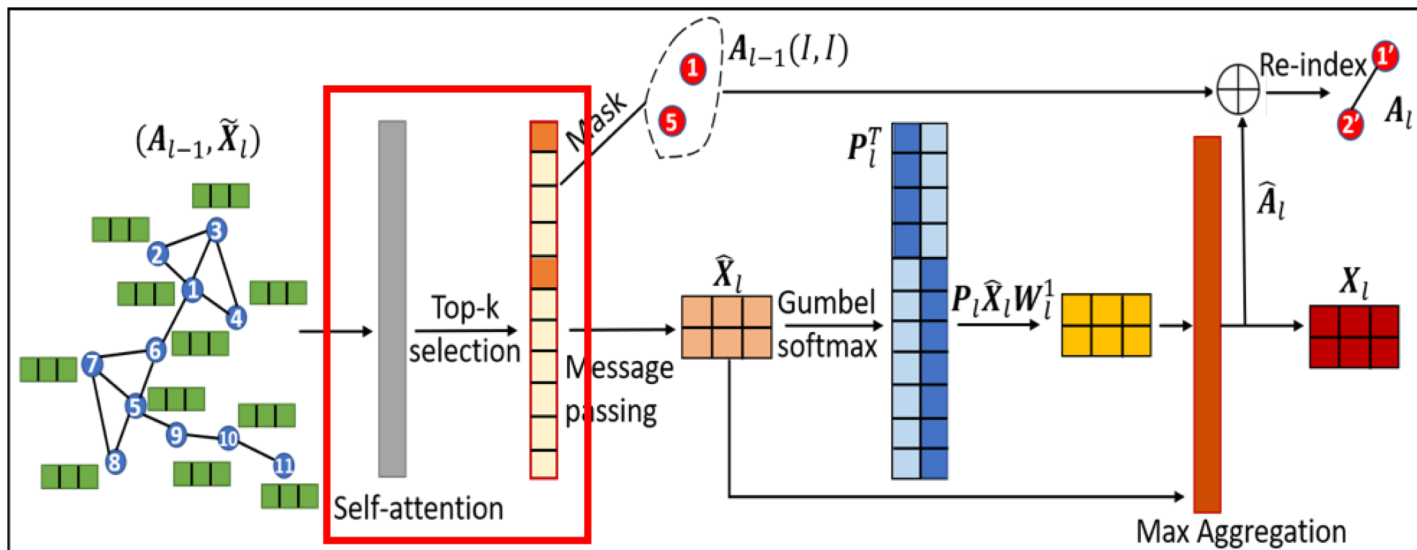 (A_{l-1}, X̃_l)
3
2
1
4
6
7
5
9
10
8
11
Self-attention
Top-k
selection
Mask
1
5
A_{l-1}(I, I)
Message
passing
X̂_l
Gumbel
softmax
P_l^T
P_l X̂_l W_l^1
Max Aggregation
Â_l
Re-index
1'
2'
A_l
X_l